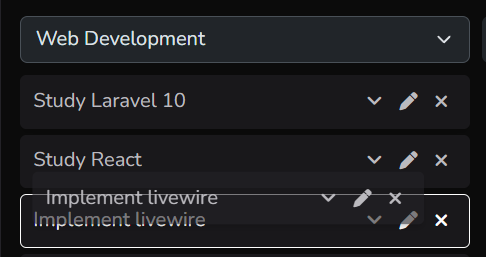 Web Development
Study Laravel 10
Study React
Implement livewire
Implement livewire